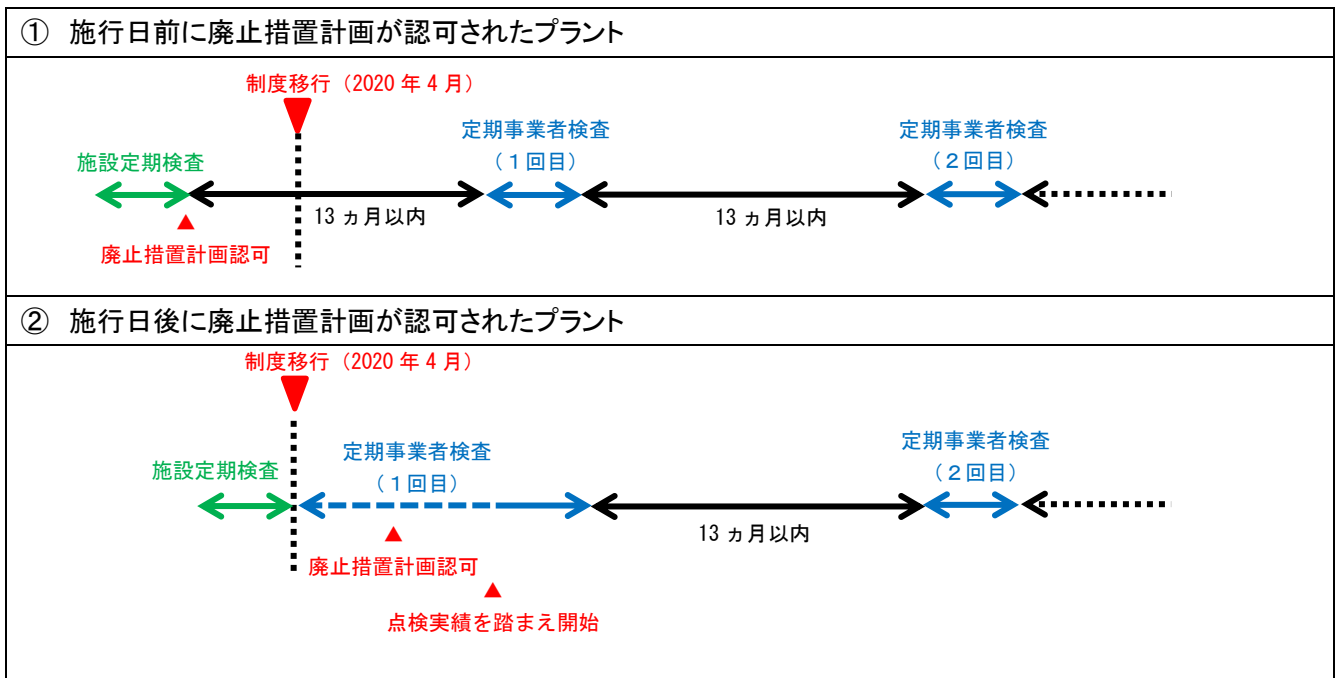 ① 施行日前に廃止措置計画が認可されたプラント
制度移行（2020 年 4 月）
定期事業者検査
（１回目）
定期事業者検査
（２回目）
施設定期検査
13 ヵ月以内
13 ヵ月以内
廃止措置計画認可
② 施行日後に廃止措置計画が認可されたプラント
制度移行（2020 年 4 月）
定期事業者検査
（１回目）
定期事業者検査
（２回目）
施設定期検査
13 ヵ月以内
廃止措置計画認可
点検実績を踏まえ開始